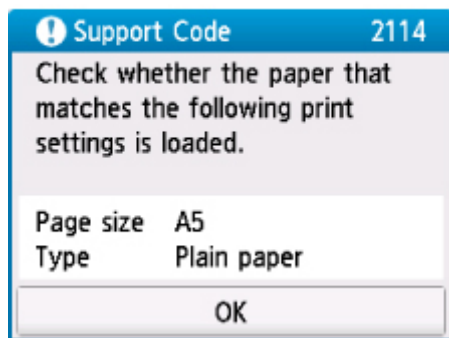 Support Code 2114
Check whether the paper that
matches the following print
settings is loaded.
Page size A5
Type Plain paper
OK